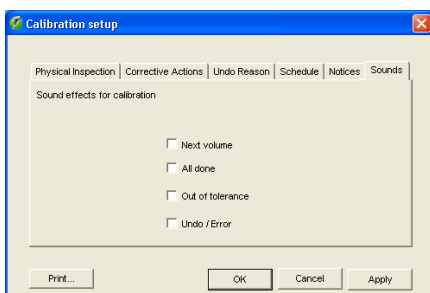 Calibration setup
Physical Inspection Corrective Actions Undo Reason Schedule Notices Sounds
Sound effects for calibration
Next volume
All done
Out of tolerance
Undo / Error
Print... OK Cancel Apply